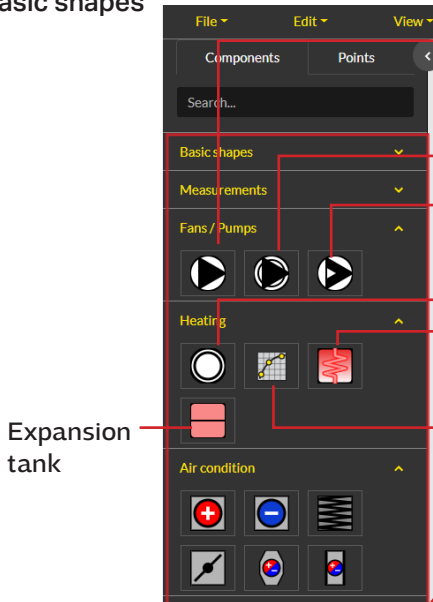 asic shapes
File Edit View
Components Points
Search...
Basic shapes
Measurements
Fans / Pumps
Heating
Expansion
tank
Air condition